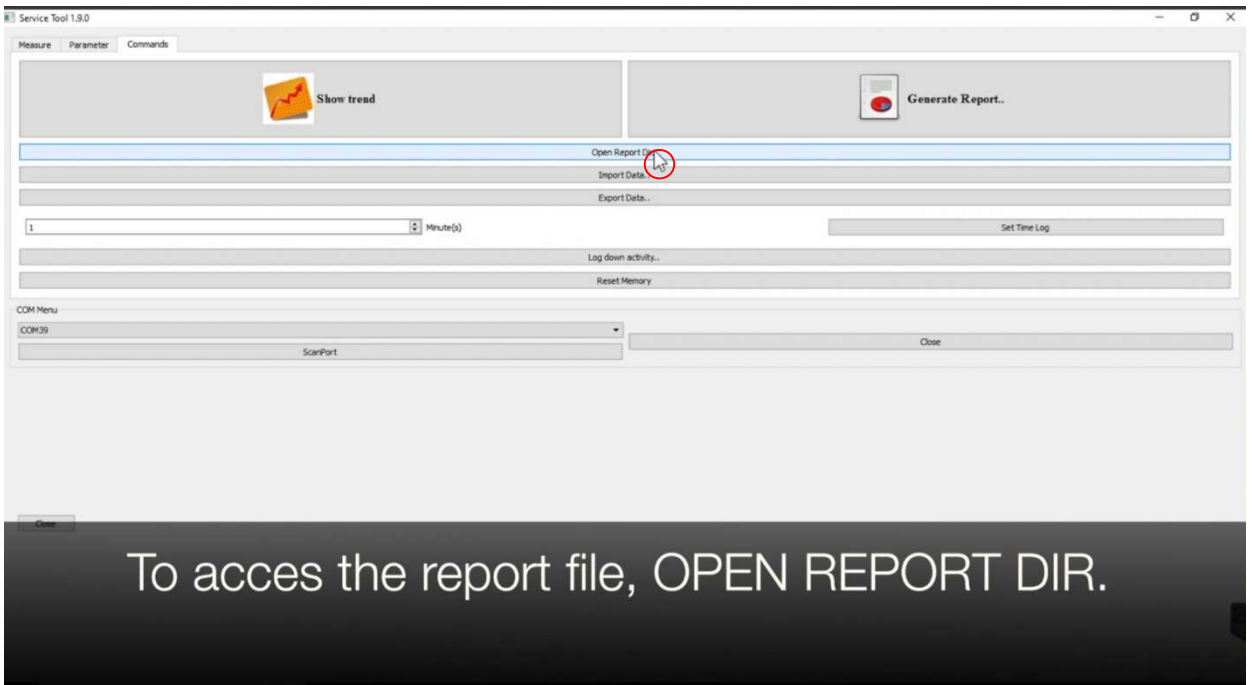 Service Tool 1.9.0
Measure Parameter Commands
Show trend
Generate Report..
Open Report Dir
Import Data..
Export Data..
1 Minute(s) Set Time Log
Log down activity..
Reset Memory
COM Menu
COM39
ScanPort
Close
Close
To acces the report file, OPEN REPORT DIR.